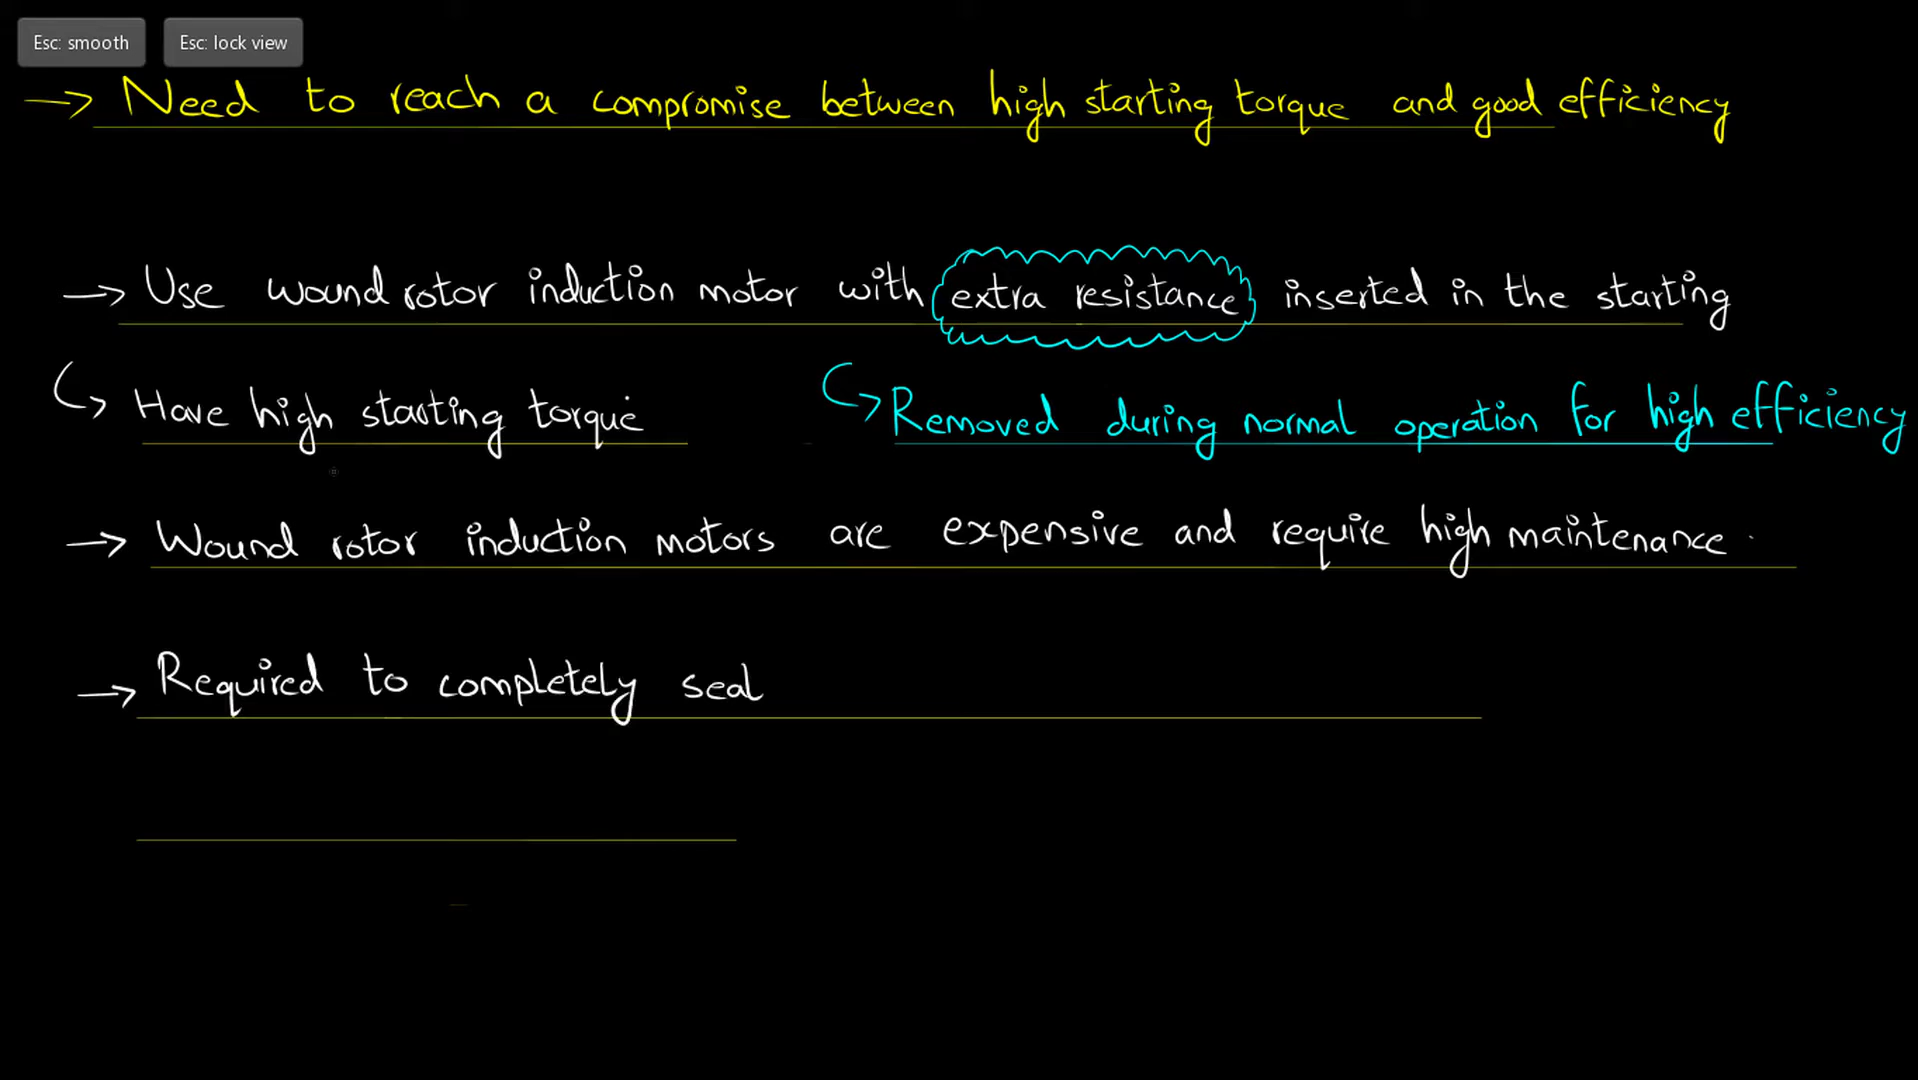 Esc: smooth Esc: lock view
→ Need to reach a compromise between high starting torque and good efficiency
→ Use wound rotor induction motor with extra resistance inserted in the starting
↪ Have high starting torque ↪ Removed during normal operation for high efficiency
→ Wound rotor induction motors are expensive and require high maintenance.
→ Required to completely seal